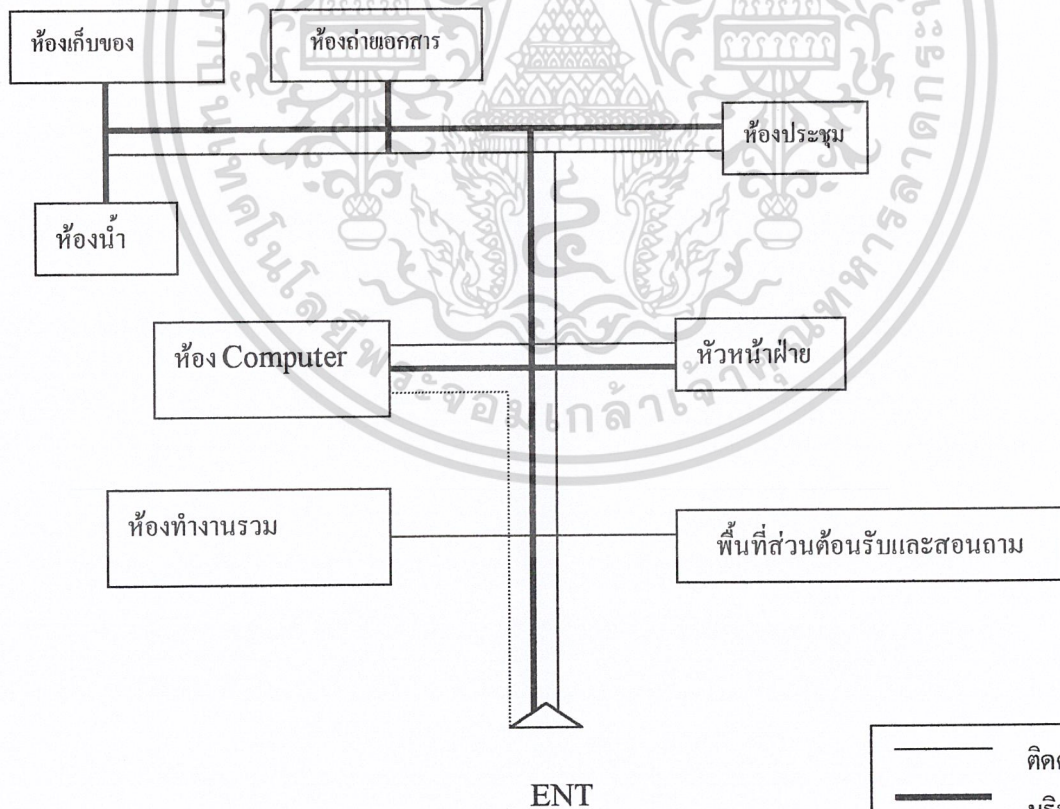 ห้องเก็บของ
ห้องถ่ายเอกสาร
ห้องประชุม
ห้องน้ำ
ห้อง Computer
หัวหน้าฝ่าย
ห้องทำงานรวม
พื้นที่ส่วนต้อนรับและสอนถาม
ENT